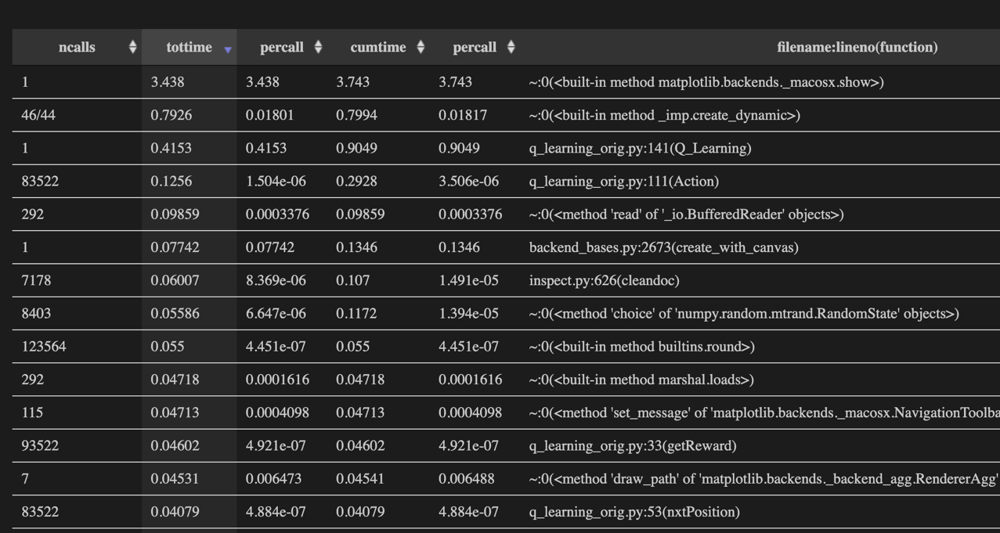 ncalls tottime percall cumtime percall filename:lineno(function)
1 3.438 3.438 3.743 3.743 ~:0(<built-in method matplotlib.backends._macosx.show>)
46/44 0.7926 0.01801 0.7994 0.01817 ~:0(<built-in method _imp.create_dynamic>)
1 0.4153 0.4153 0.9049 0.9049 q_learning_orig.py:141(Q_Learning)
83522 0.1256 1.504e-06 0.2928 3.506e-06 q_learning_orig.py:111(Action)
292 0.09859 0.0003376 0.09859 0.0003376 ~:0(<method 'read' of '_io.BufferedReader' objects>)
1 0.07742 0.07742 0.1346 0.1346 backend_bases.py:2673(create_with_canvas)
7178 0.06007 8.369e-06 0.107 1.491e-05 inspect.py:626(cleandoc)
8403 0.05586 6.647e-06 0.1172 1.394e-05 ~:0(<method 'choice' of 'numpy.random.mtrand.RandomState' objects>)
123564 0.055 4.451e-07 0.055 4.451e-07 ~:0(<built-in method builtins.round>)
292 0.04718 0.0001616 0.04718 0.0001616 ~:0(<built-in method marshal.loads>)
115 0.04713 0.0004098 0.04713 0.0004098 ~:0(<method 'set_message' of 'matplotlib.backends._macosx.NavigationToolba
93522 0.04602 4.921e-07 0.04602 4.921e-07 q_learning_orig.py:33(getReward)
7 0.04531 0.006473 0.04541 0.006488 ~:0(<method 'draw_path' of 'matplotlib.backends._backend_agg.RendererAgg'
83522 0.04079 4.884e-07 0.04079 4.884e-07 q_learning_orig.py:53(nxtPosition)